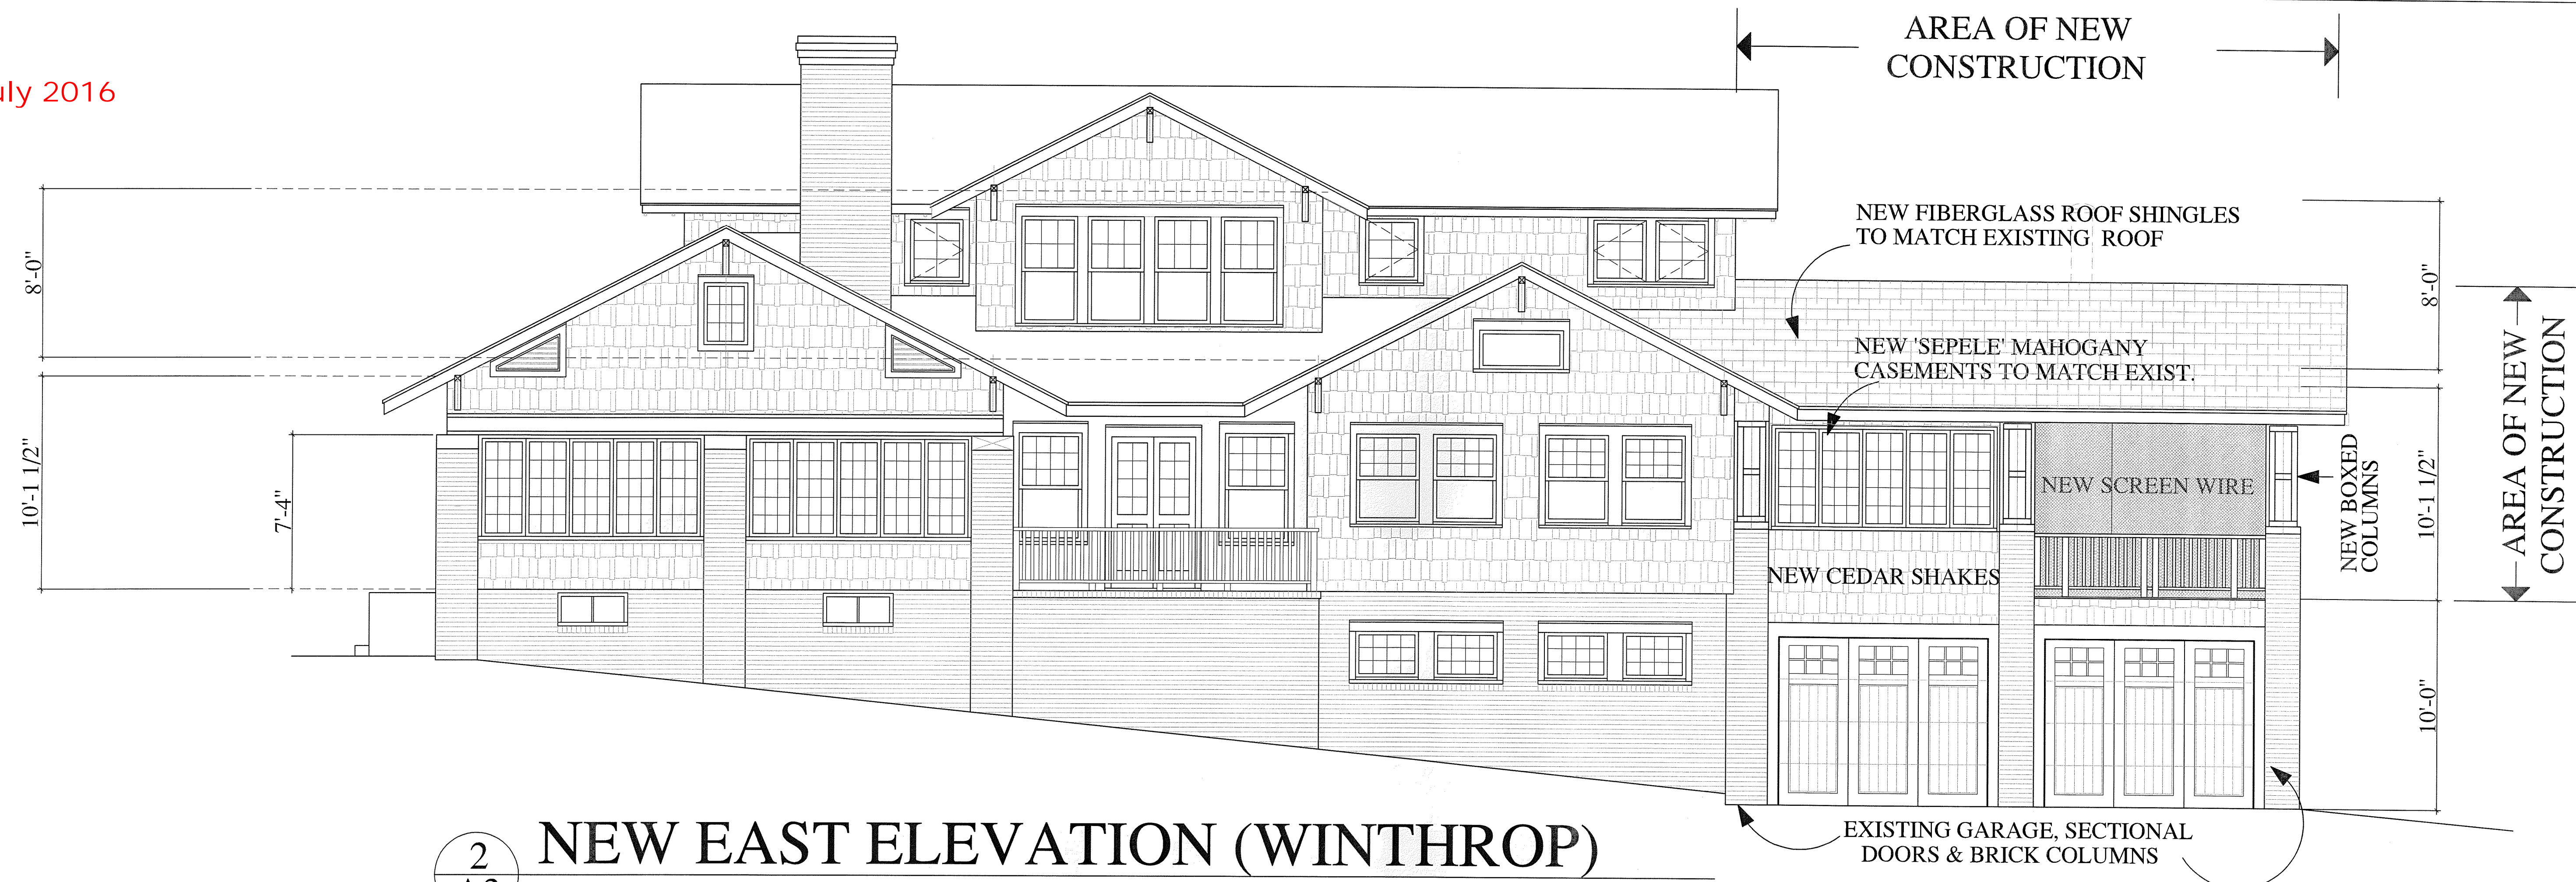 uly 2016
AREA OF NEW
CONSTRUCTION
NEW FIBERGLASS ROOF SHINGLES
TO MATCH EXISTING ROOF
NEW 'SEPELE' MAHOGANY
CASEMENTS TO MATCH EXIST.
8'-0"
10'-1 1/2"
7'-4"
NEW SCREEN WIRE
NEW CEDAR SHAKES
NEW BOXED
COLUMNS
8'-0"
10'-1 1/2"
10'-0"
AREA OF NEW
CONSTRUCTION
EXISTING GARAGE, SECTIONAL
DOORS & BRICK COLUMNS
2
NEW EAST ELEVATION (WINTHROP)